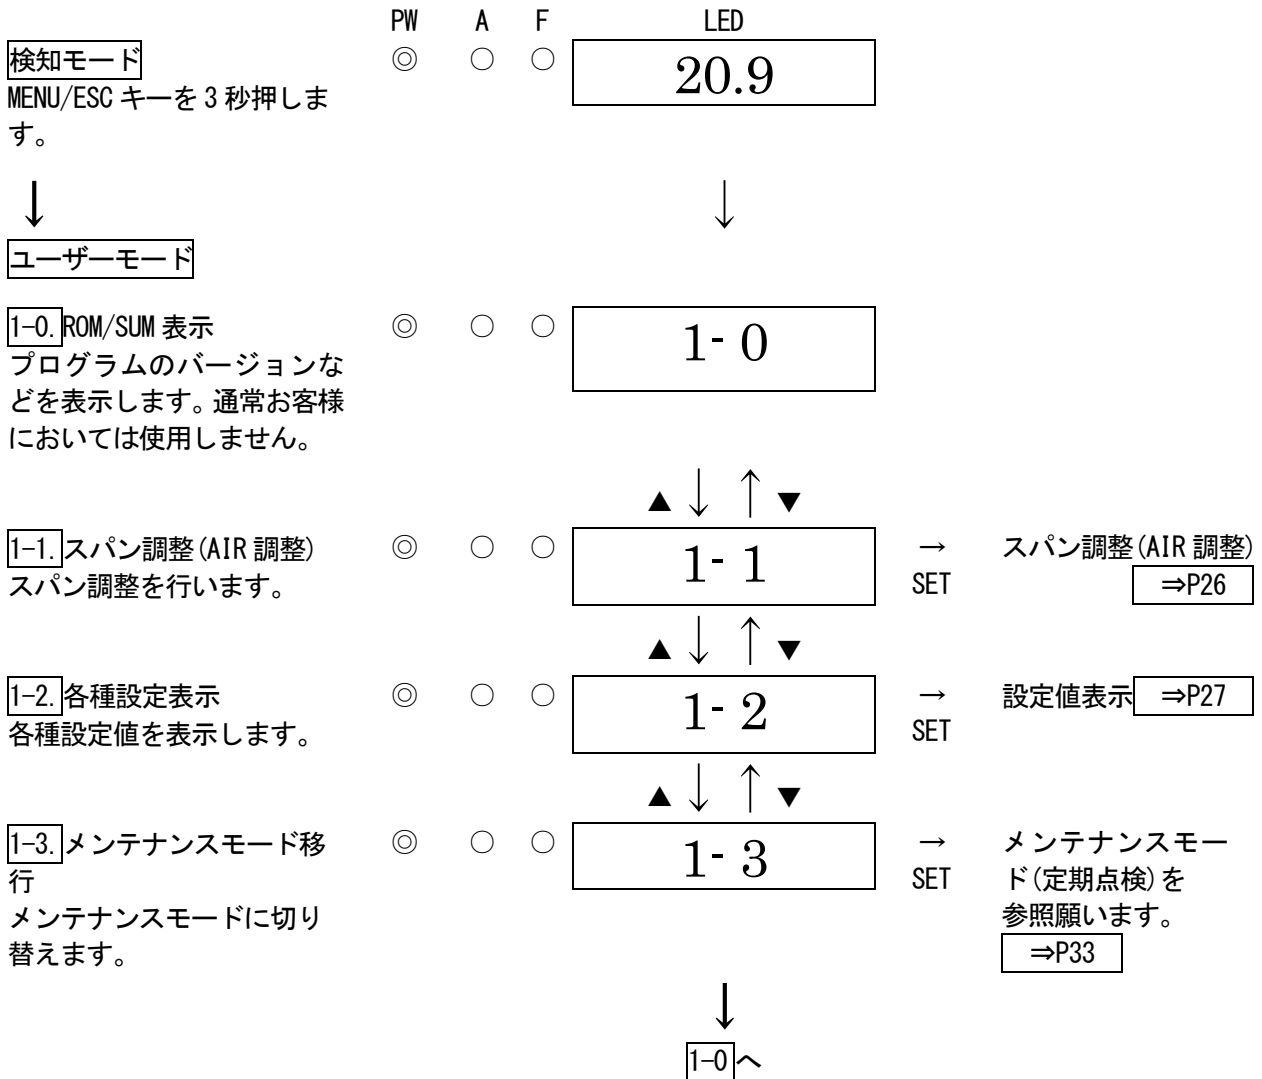 PW A F LED
検知モード ◎ ○ ○ 20.9
MENU/ESC キーを 3 秒押しま
す。
↓ ↓
ユーザーモード
1-0. ROM/SUM 表示 ◎ ○ ○ 1- 0
プログラムのバージョンな
どを表示します。通常お客様
においては使用しません。
▲ ↓ ↑ ▼
1-1. スパン調整(AIR 調整) ◎ ○ ○ 1- 1 → スパン調整(AIR 調整)
スパン調整を行います。 SET ⇒P26
▲ ↓ ↑ ▼
1-2. 各種設定表示 ◎ ○ ○ 1- 2 → 設定値表示 ⇒P27
各種設定値を表示します。 SET
▲ ↓ ↑ ▼
1-3. メンテナンスモード移 ◎ ○ ○ 1- 3 → メンテナンスモー
行 SET ド(定期点検)を
メンテナンスモードに切り 参照願います。
替えます。 ⇒P33
↓
1-0 へ